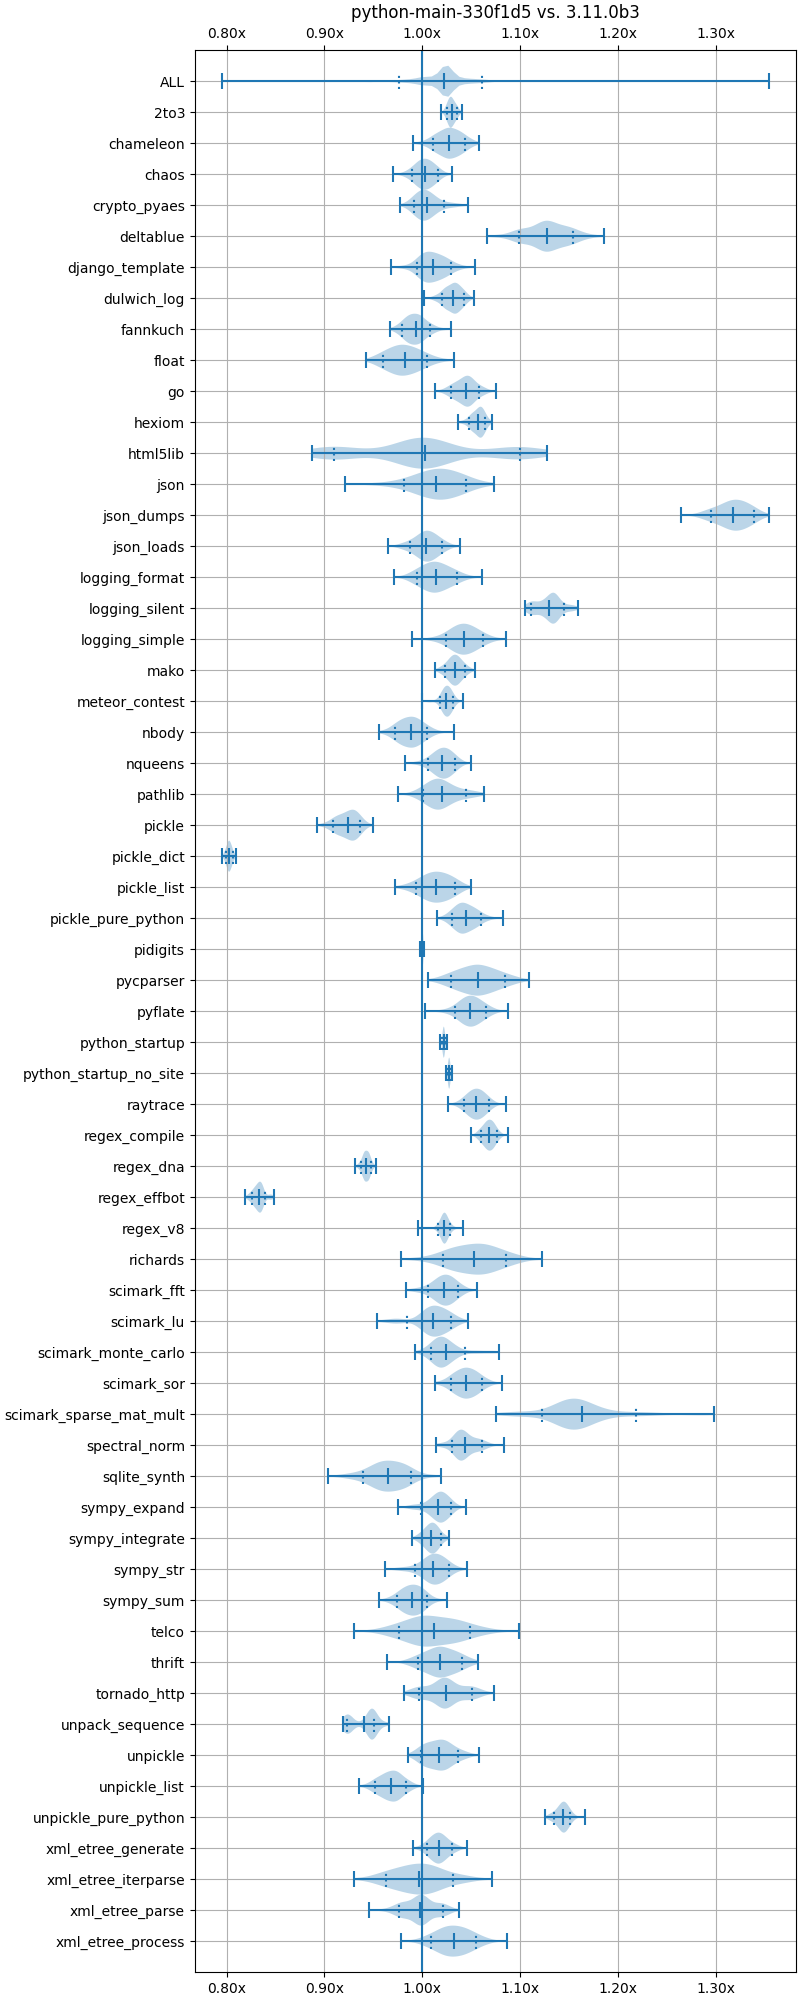 python-main-330f1d5 vs. 3.11.0b3
0.80x 0.90x 1.00x 1.10x 1.20x 1.30x
ALL
2to3
chameleon
chaos
crypto_pyaes
deltablue
django_template
dulwich_log
fannkuch
float
go
hexiom
html5lib
json
json_dumps
json_loads
logging_format
logging_silent
logging_simple
mako
meteor_contest
nbody
nqueens
pathlib
pickle
pickle_dict
pickle_list
pickle_pure_python
pidigits
pycparser
pyflate
python_startup
python_startup_no_site
raytrace
regex_compile
regex_dna
regex_effbot
regex_v8
richards
scimark_fft
scimark_lu
scimark_monte_carlo
scimark_sor
scimark_sparse_mat_mult
spectral_norm
sqlite_synth
sympy_expand
sympy_integrate
sympy_str
sympy_sum
telco
thrift
tornado_http
unpack_sequence
unpickle
unpickle_list
unpickle_pure_python
xml_etree_generate
xml_etree_iterparse
xml_etree_parse
xml_etree_process
0.80x 0.90x 1.00x 1.10x 1.20x 1.30x